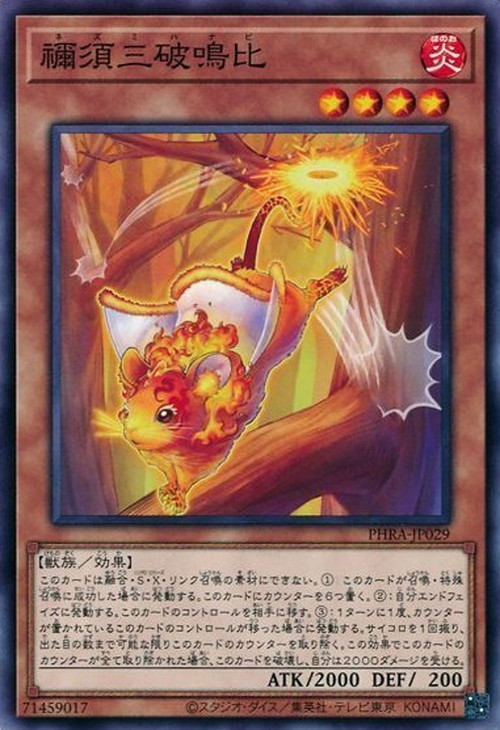 ネズミハナビ
禰須三破鳴比
ほのお
炎
PHRA-JP029
【獣族／効果】
このカードは融合・S・X・リンク召喚の素材にできない。①：このカードが召喚・特殊
召喚に成功した場合に発動する。このカードにカウンターを6つ置く。②：自分エンドフェ
イズに発動する。このカードのコントロールを相手に移す。③：1ターンに1度、カウンター
が置かれているこのカードのコントロールが移った場合に発動する。サイコロを1回振り、
出た目の数まで可能な限りこのカードのカウンターを取り除く。この効果でこのカードの
カウンターが全て取り除かれた場合、このカードを破壊し、自分は2000ダメージを受ける。
ATK/2000 DEF/ 200
71459017 ©スタジオ・ダイス／集英社・テレビ東京 KONAMI